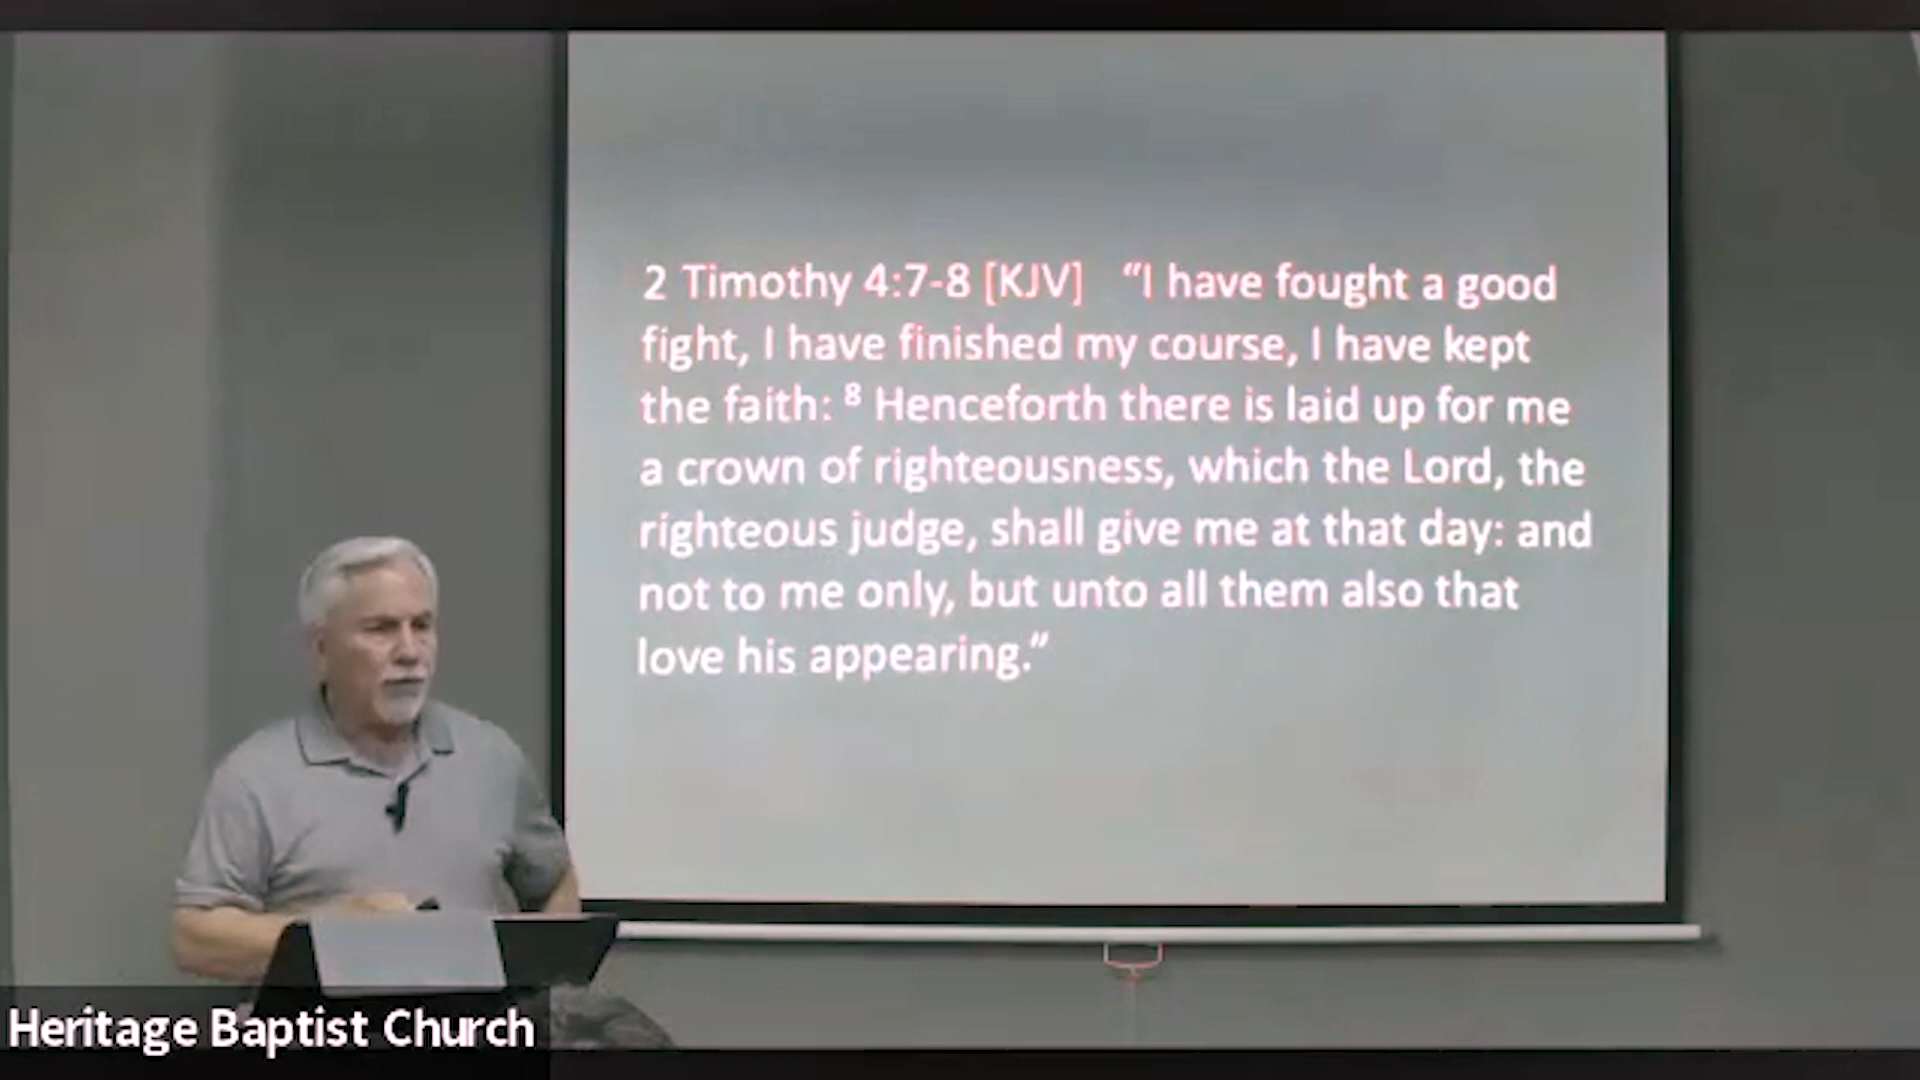 2 Timothy 4:7-8 [KJV] “I have fought a good
fight, I have finished my course, I have kept
the faith: ⁸ Henceforth there is laid up for me
a crown of righteousness, which the Lord, the
righteous judge, shall give me at that day: and
not to me only, but unto all them also that
love his appearing.”
Heritage Baptist Church